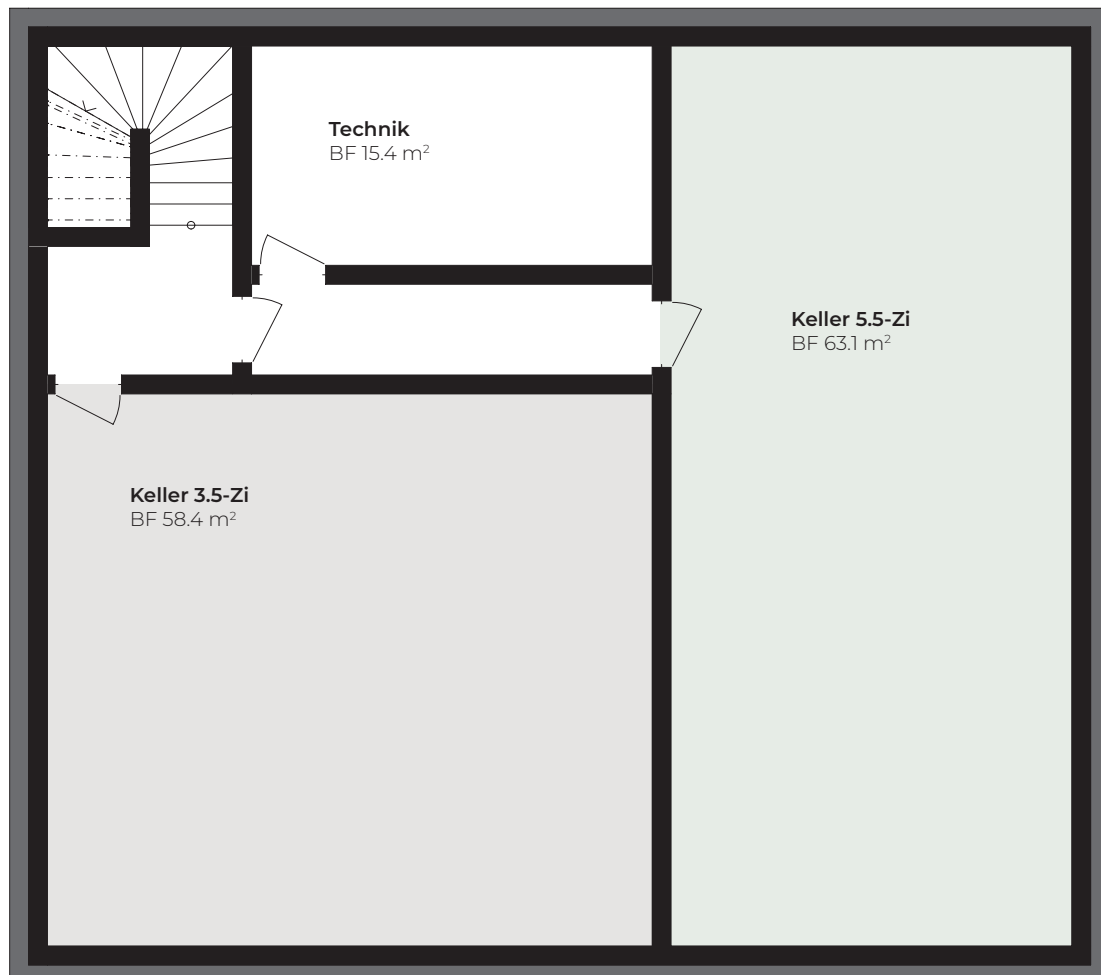 Technik
BF 15.4 m²
Keller 5.5-Zi
BF 63.1 m²
Keller 3.5-Zi
BF 58.4 m²